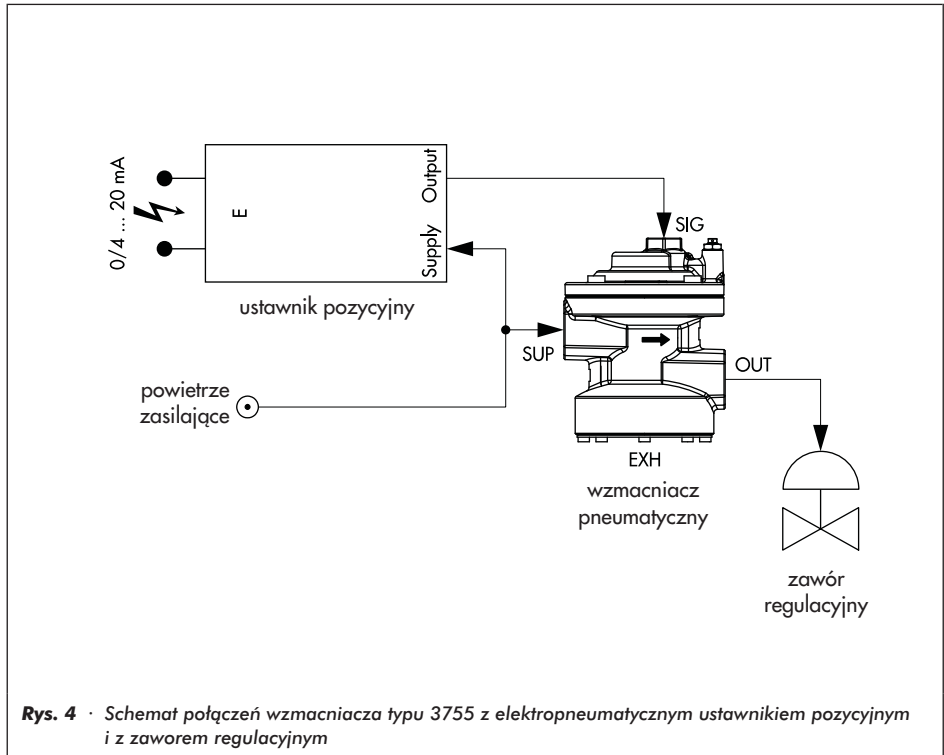 0/4 ... 20 mA
E
Output
Supply
ustawnik pozycyjny
SIG
SUP
OUT
powietrze
zasilające
EXH
wzmacniacz
pneumatyczny
zawór
regulacyjny
Rys. 4 · Schemat połączeń wzmacniacza typu 3755 z elektropneumatycznym ustawnikiem pozycyjnym
i z zaworem regulacyjnym